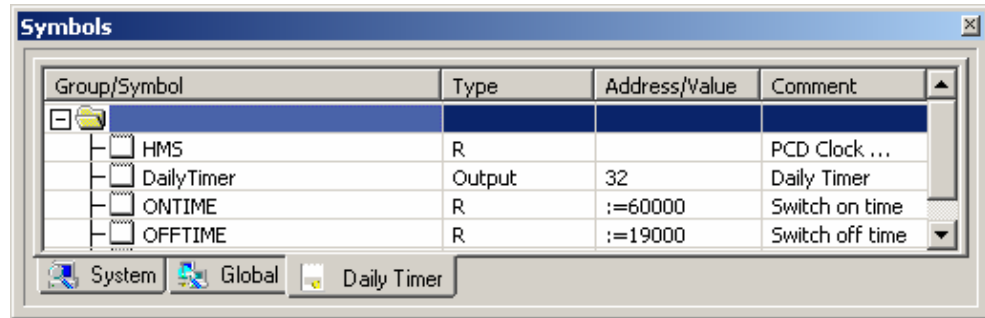 Symbols
Group/Symbol Type Address/Value Comment
HMS R PCD Clock ...
DailyTimer Output 32 Daily Timer
ONTIME R :=60000 Switch on time
OFFTIME R :=19000 Switch off time
System Global Daily Timer